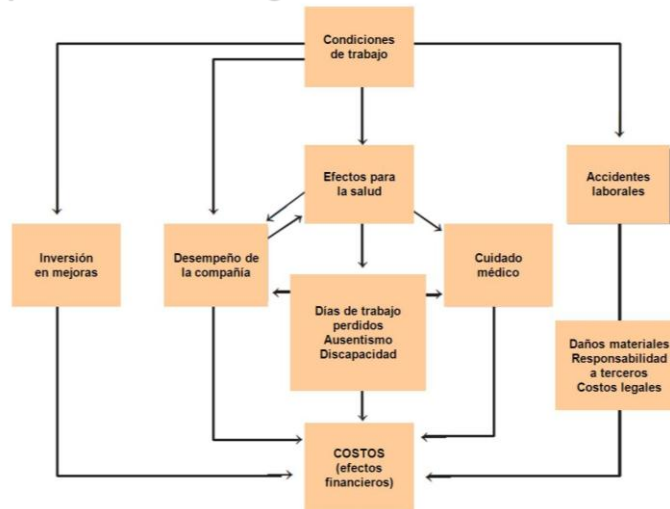 Condiciones
de trabajo
Efectos para
la salud
Accidentes
laborales
Inversión
en mejoras
Desempeño de
la compañía
Cuidado
médico
Días de trabajo
perdidos
Ausentismo
Discapacidad
Daños materiales
Responsabilidad
a terceros
Costos legales
COSTOS
(efectos
financieros)